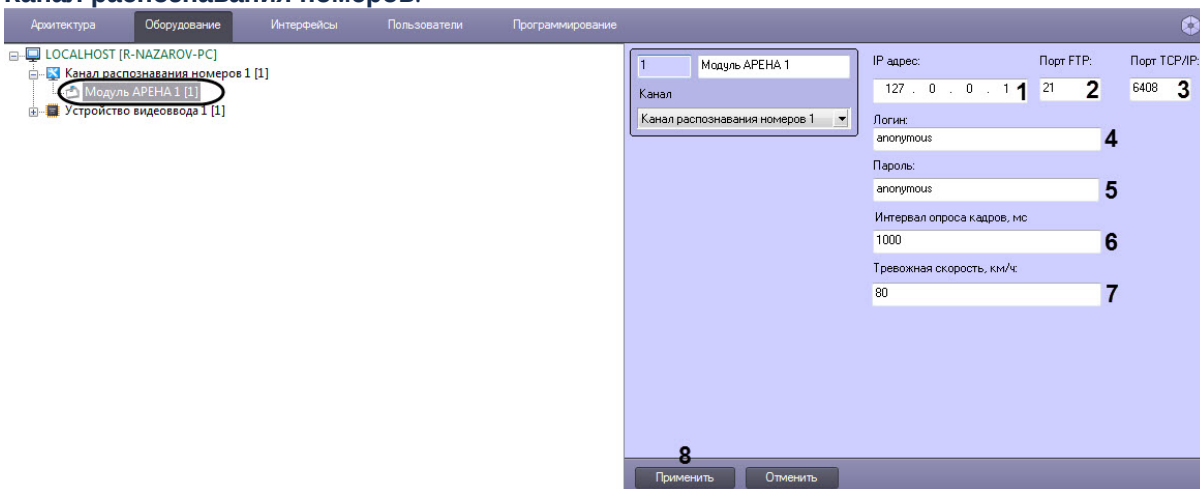 Канал распознавания номеров.
Архитектура Оборудование Интерфейсы Пользователи Программирование
LOCALHOST [R-NAZAROV-PC]
Канал распознавания номеров 1 [1]
Модуль АРЕНА 1 [1]
Устройство видеоввода 1 [1]
1 Модуль АРЕНА 1
Канал
Канал распознавания номеров 1
IP адрес: Порт FTP: Порт TCP/IP:
127 . 0 . 0 . 1 1 21 2 6408 3
Логин:
anonymous 4
Пароль:
anonymous 5
Интервал опроса кадров, мс
1000 6
Тревожная скорость, км/ч:
80 7
8
Применить Отменить